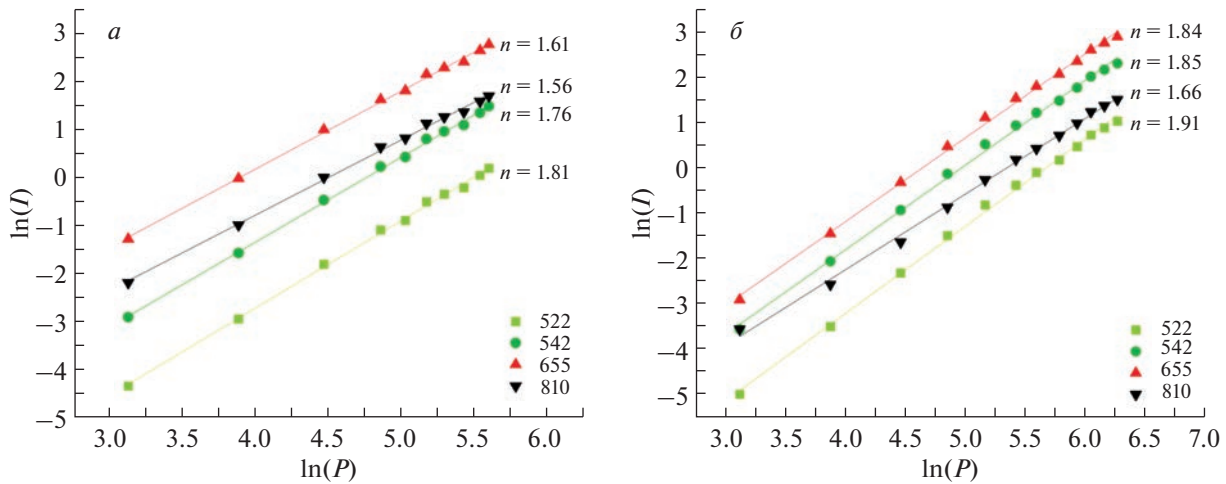 а
3
2
1
0
−1
−2
−3
−4
−5
ln(I)
n = 1.61
n = 1.56
n = 1.76
n = 1.81
522
542
655
810
3.0 3.5 4.0 4.5 5.0 5.5 6.0
ln(P)
б
3
2
1
0
−1
−2
−3
−4
−5
ln(I)
n = 1.84
n = 1.85
n = 1.66
n = 1.91
522
542
655
810
3.0 3.5 4.0 4.5 5.0 5.5 6.0 6.5 7.0
ln(P)